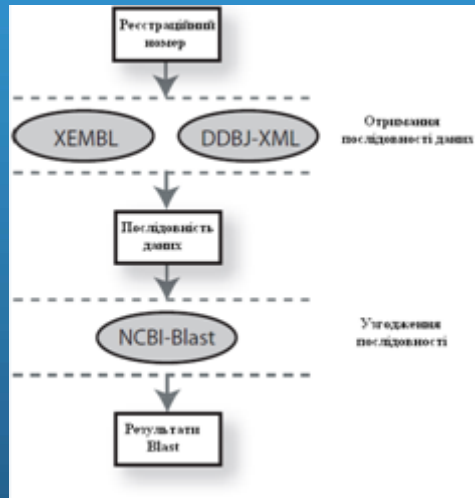 Реєстраційний
номер
XEMBL
DDBJ-XML
Отримання
послідовності даних
Послідовність
даних
NCBI-Blast
Узгодження
послідовності
Результати
Blast